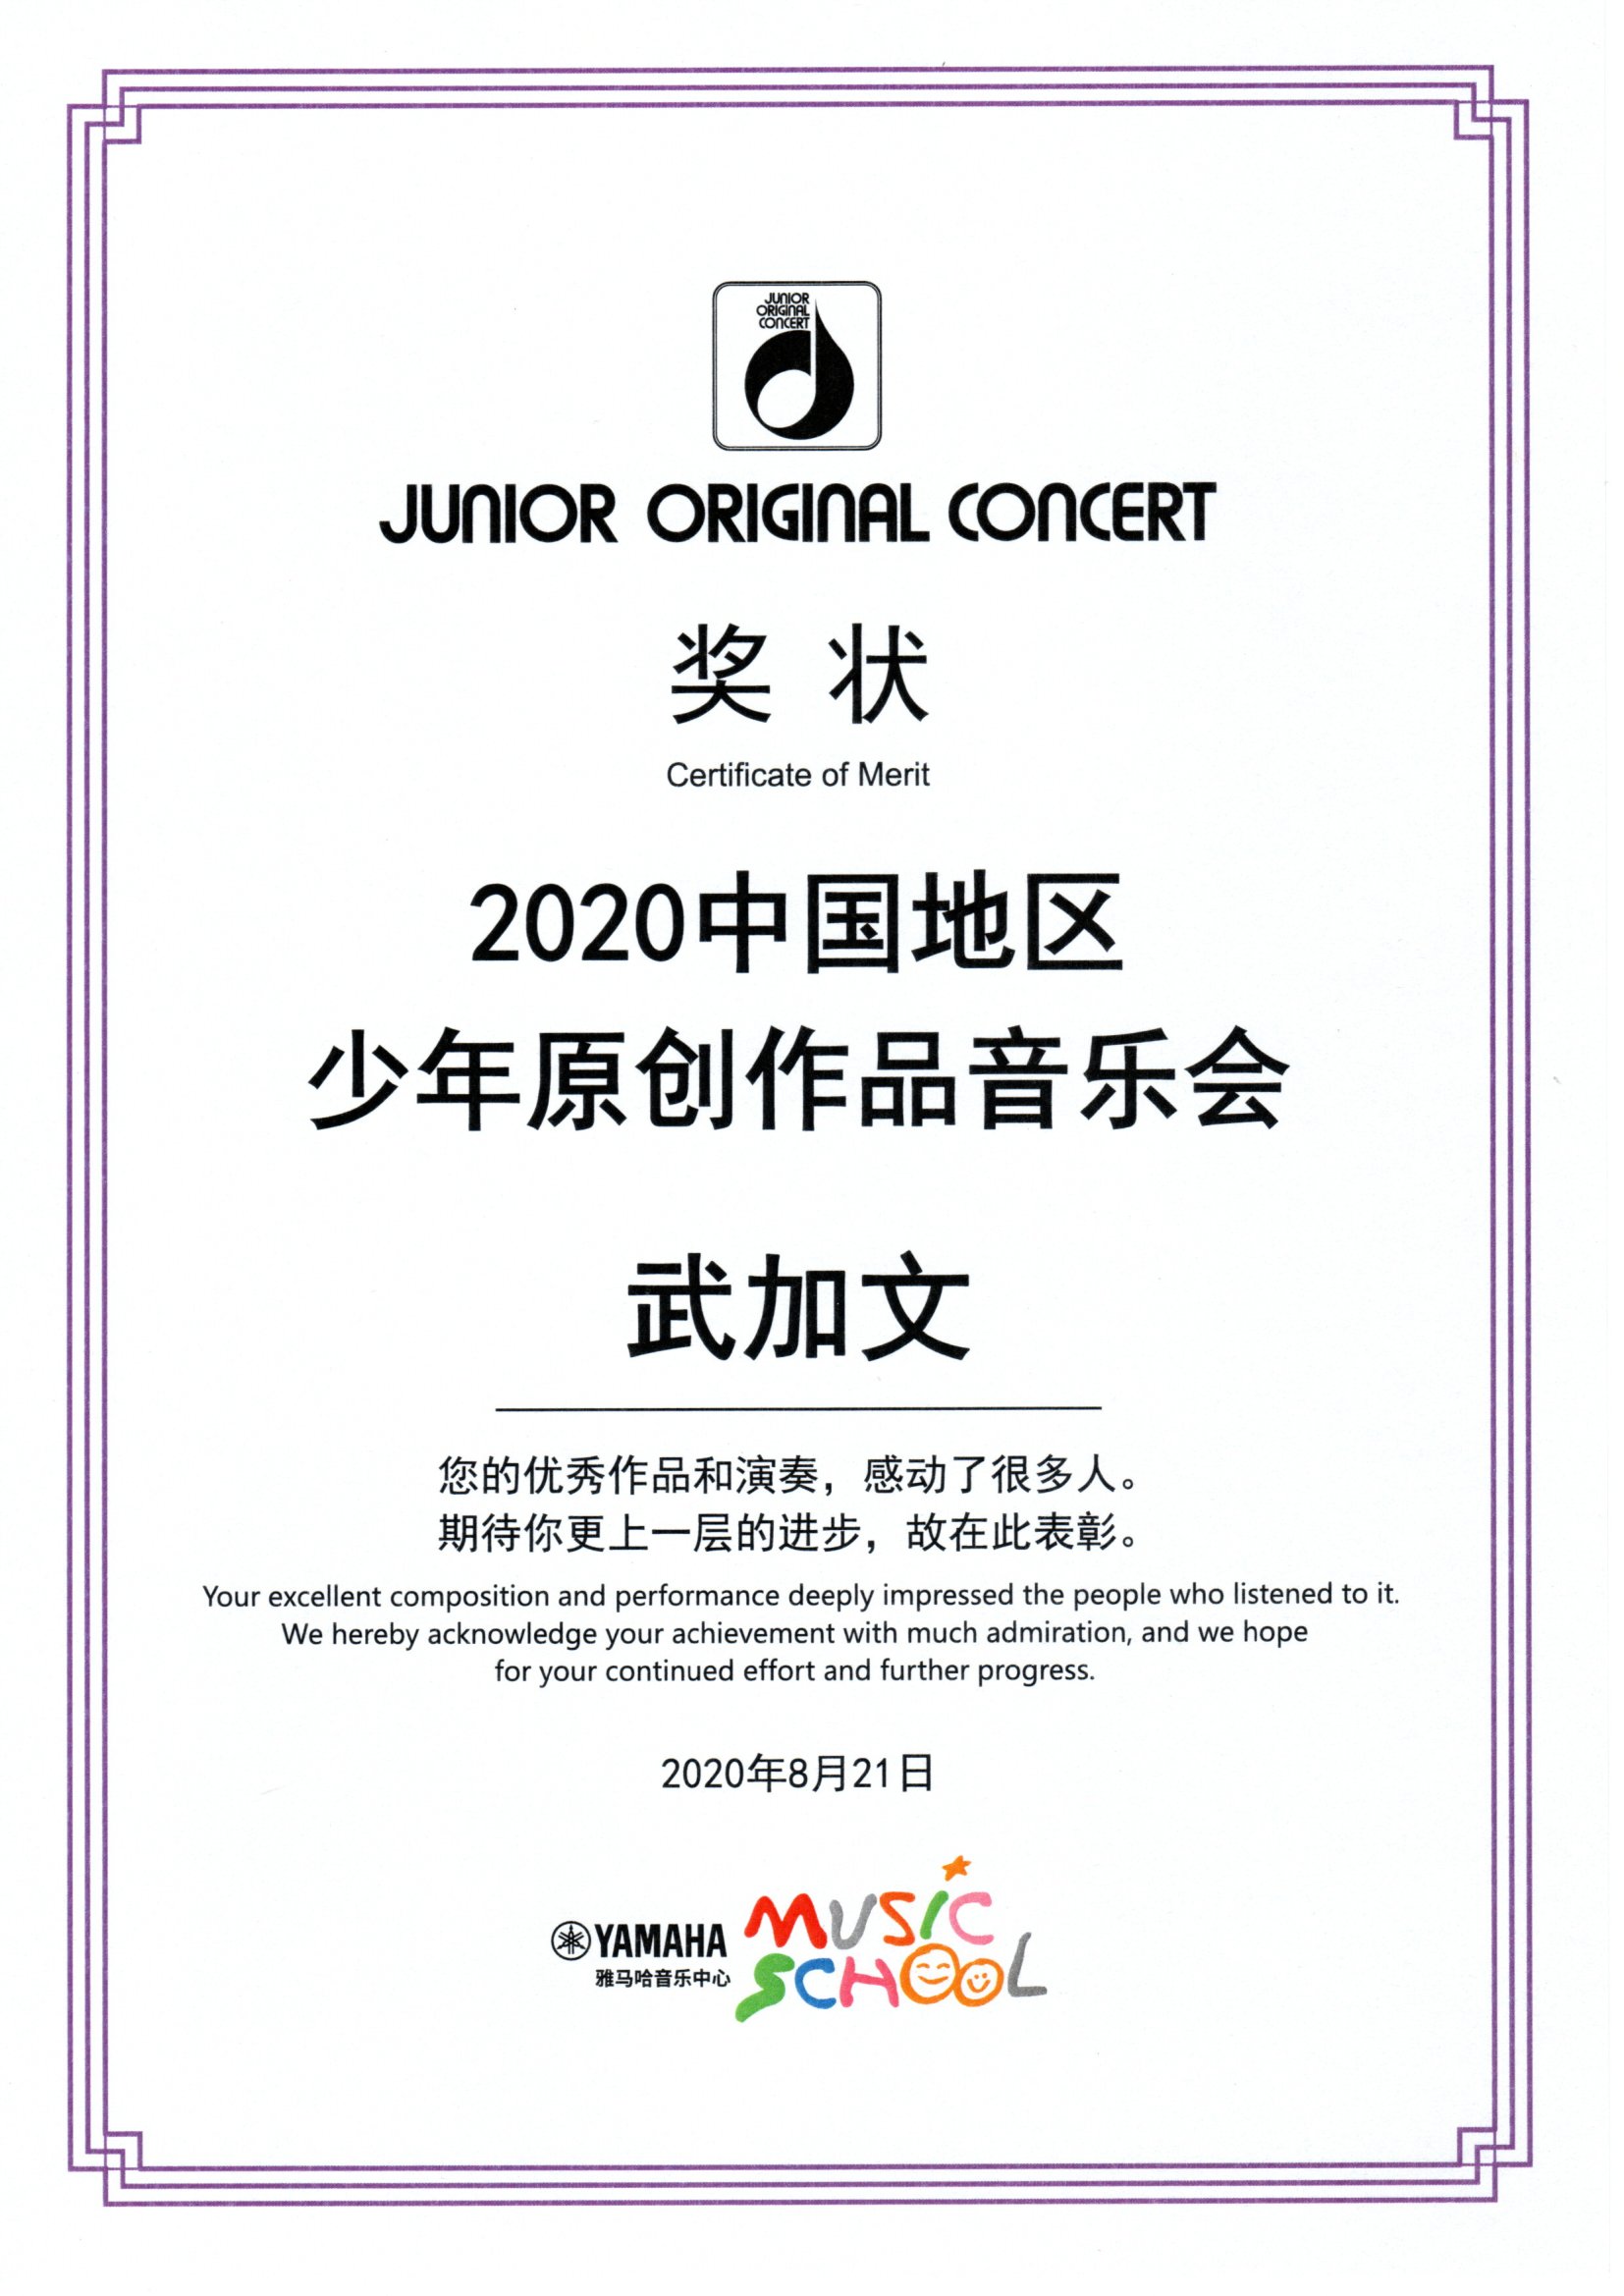 JUNIOR
ORIGINAL
CONCERT
JUNIOR ORIGINAL CONCERT
奖 状
Certificate of Merit
2020中国地区
少年原创作品音乐会
武加文
您的优秀作品和演奏，感动了很多人。
期待你更上一层的进步，故在此表彰。
Your excellent composition and performance deeply impressed the people who listened to it.
We hereby acknowledge your achievement with much admiration, and we hope
for your continued effort and further progress.
2020年8月21日
YAMAHA
雅马哈音乐中心
MUSIC
SCHOOL